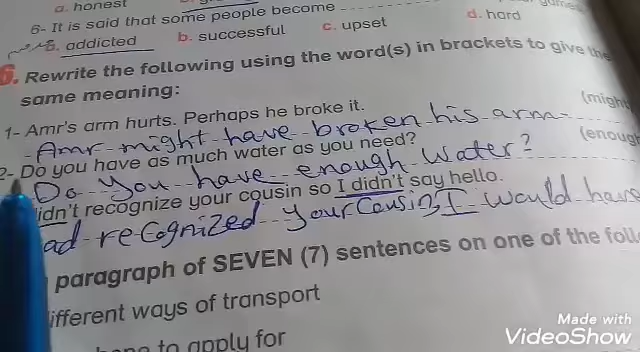 a. honest
6- It is said that some people become
a. addicted b. successful c. upset d. hard
6. Rewrite the following using the word(s) in brackets to give the
same meaning:
1- Amr's arm hurts. Perhaps he broke it. (might
Amr might have broken his arm.
2- Do you have as much water as you need? (enough
Do you have enough water?
idn't recognize your cousin so I didn't say hello.
ad recognized your cousin, I would have
paragraph of SEVEN (7) sentences on one of the foll
ifferent ways of transport
to apply for
Made with
VideoShow